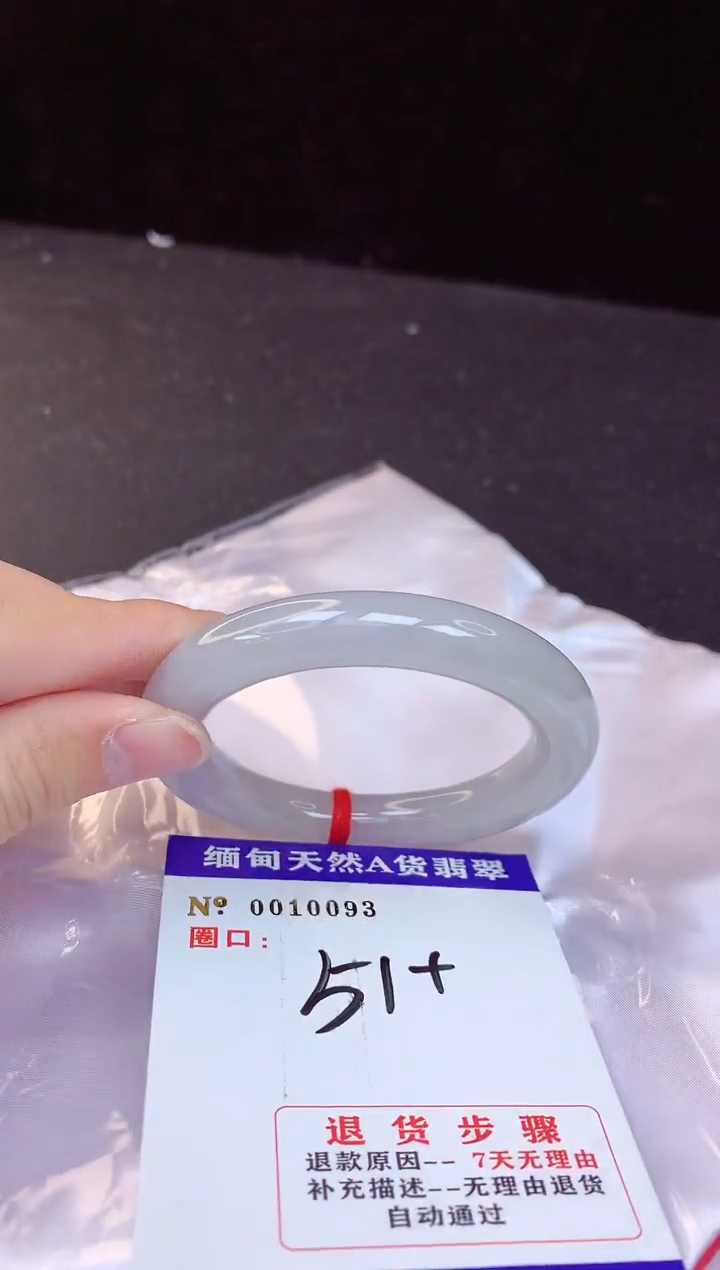 缅甸天然A货翡翠
Nº 0010093
圈口:
51+
退货步骤
退款原因-- 7天无理由
补充描述--无理由退货
自动通过